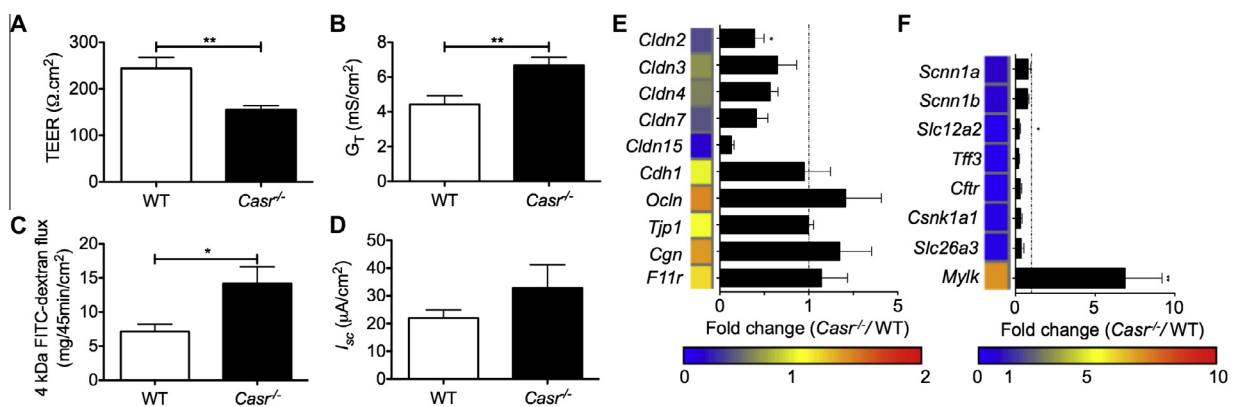 A
TEER (Ω.cm²)
300
200
100
0
**
WT
Casr-/-
B
GT (mS/cm²)
8
6
4
2
0
**
WT
Casr-/-
C
4 kDa FITC-dextran flux
(mg/45min/cm²)
20
15
10
5
0
*
WT
Casr-/-
D
Isc (µA/cm²)
50
40
30
20
10
0
WT
Casr-/-
E
Cldn2
*
Cldn3
Cldn4
Cldn7
Cldn15
Cdh1
Ocln
Tjp1
Cgn
F11r
0 1 5
Fold change (Casr-/-/WT)
0 1 2
F
Scnn1a
Scnn1b
Slc12a2
*
Tff3
Cftr
Csnk1a1
Slc26a3
Mylk
**
0 5 10
Fold change (Casr-/-/WT)
0 1 5 10